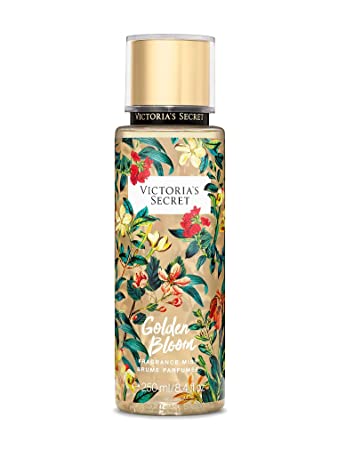 VICTORIA'S SECRET
VICTORIA'S
SECRET
Golden
Bloom
FRAGRANCE MIST
BRUME PARFUMÉE
250 ml/8.4 fl oz